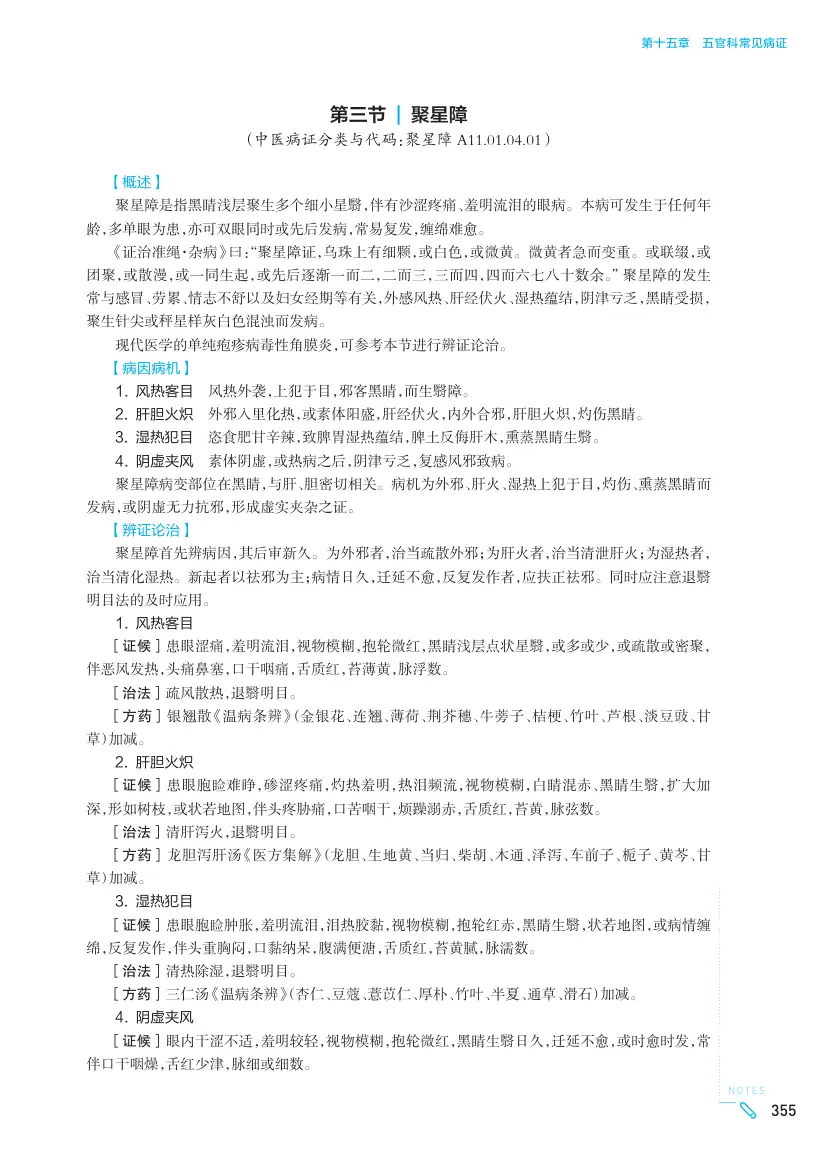 第十五章 五官科常见病证
第三节 | 聚星障
（中医病证分类与代码：聚星障 A11.01.04.01）
【概述】
聚星障是指黑睛浅层聚生多个细小星翳，伴有沙涩疼痛、羞明流泪的眼病。本病可发生于任何年
龄，多单眼为患，亦可双眼同时或先后发病，常易复发，缠绵难愈。
《证治准绳·杂病》曰：“聚星障证，乌珠上有细颗，或白色，或微黄。微黄者急而变重。或联缀，或
团聚，或散漫，或一同生起，或先后逐渐一而二，二而三，三而四，四而六七八十数余。”聚星障的发生
常与感冒、劳累、情志不舒以及妇女经期等有关，外感风热、肝经伏火、湿热蕴结，阴津亏乏，黑睛受损，
聚生针尖或秤星样灰白色混浊而发病。
现代医学的单纯疱疹病毒性角膜炎，可参考本节进行辨证论治。
【病因病机】
1. 风热客目 风热外袭，上犯于目，邪客黑睛，而生翳障。
2. 肝胆火炽 外邪入里化热，或素体阳盛，肝经伏火，内外合邪，肝胆火炽，灼伤黑睛。
3. 湿热犯目 恣食肥甘辛辣，致脾胃湿热蕴结，脾土反侮肝木，熏蒸黑睛生翳。
4. 阴虚夹风 素体阴虚，或热病之后，阴津亏乏，复感风邪致病。
聚星障病变部位在黑睛，与肝、胆密切相关。病机为外邪、肝火、湿热上犯于目，灼伤、熏蒸黑睛而
发病，或阴虚无力抗邪，形成虚实夹杂之证。
【辨证论治】
聚星障首先辨病因，其后审新久。为外邪者，治当疏散外邪；为肝火者，治当清泄肝火；为湿热者，
治当清化湿热。新起者以祛邪为主；病情日久，迁延不愈，反复发作者，应扶正祛邪。同时应注意退翳
明目法的及时应用。
1. 风热客目
［证候］患眼涩痛，羞明流泪，视物模糊，抱轮微红，黑睛浅层点状星翳，或多或少，或疏散或密聚，
伴恶风发热，头痛鼻塞，口干咽痛，舌质红，苔薄黄，脉浮数。
［治法］疏风散热，退翳明目。
［方药］银翘散《温病条辨》（金银花、连翘、薄荷、荆芥穗、牛蒡子、桔梗、竹叶、芦根、淡豆豉、甘
草）加减。
2. 肝胆火炽
［证候］患眼胞睑难睁，碜涩疼痛，灼热羞明，热泪频流，视物模糊，白睛混赤、黑睛生翳，扩大加
深，形如树枝，或状若地图，伴头疼胁痛，口苦咽干，烦躁溺赤，舌质红，苔黄，脉弦数。
［治法］清肝泻火，退翳明目。
［方药］龙胆泻肝汤《医方集解》（龙胆、生地黄、当归、柴胡、木通、泽泻、车前子、栀子、黄芩、甘
草）加减。
3. 湿热犯目
［证候］患眼胞睑肿胀，羞明流泪，泪热胶黏，视物模糊，抱轮红赤，黑睛生翳，状若地图，或病情缠
绵，反复发作，伴头重胸闷，口黏纳呆，腹满便溏，舌质红，苔黄腻，脉濡数。
［治法］清热除湿，退翳明目。
［方药］三仁汤《温病条辨》（杏仁、豆蔻、薏苡仁、厚朴、竹叶、半夏、通草、滑石）加减。
4. 阴虚夹风
［证候］眼内干涩不适，羞明较轻，视物模糊，抱轮微红，黑睛生翳日久，迁延不愈，或时愈时发，常
伴口干咽燥，舌红少津，脉细或细数。
NOTES
355